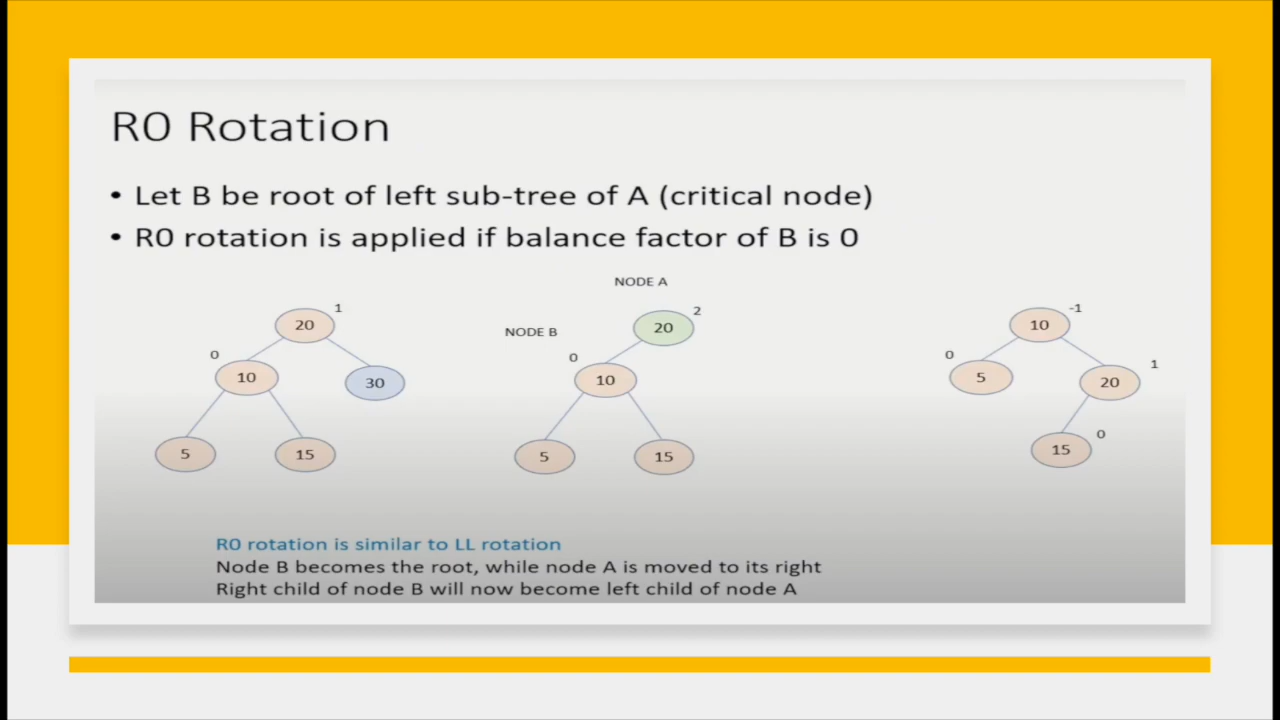 R0 Rotation
• Let B be root of left sub-tree of A (critical node)
• R0 rotation is applied if balance factor of B is 0
NODE A
1
20
2
20
-1
10
NODE B
0
10
30
0
10
0
5
1
20
5
15
5
15
0
15
R0 rotation is similar to LL rotation
Node B becomes the root, while node A is moved to its right
Right child of node B will now become left child of node A